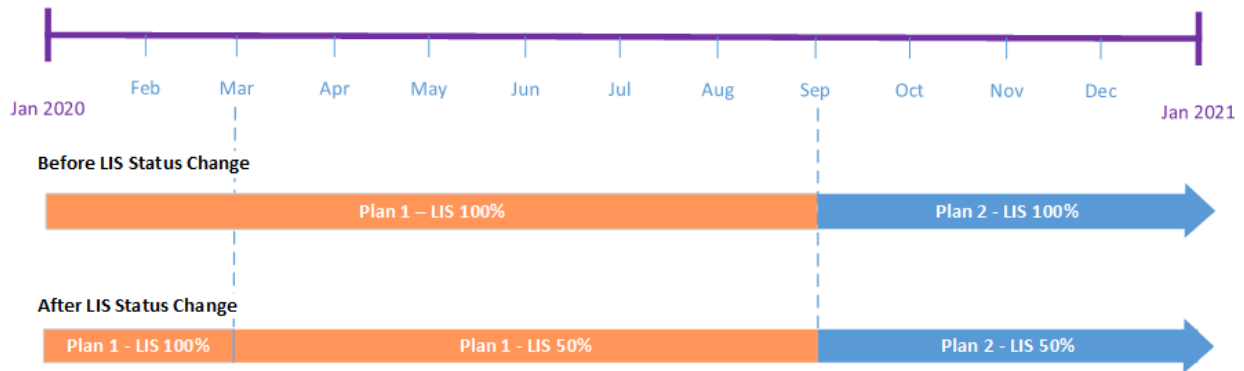 Feb Mar Apr May Jun Jul Aug Sep Oct Nov Dec
Jan 2020 Jan 2021
Before LIS Status Change
Plan 1 – LIS 100% Plan 2 - LIS 100%
After LIS Status Change
Plan 1 - LIS 100% Plan 1 - LIS 50% Plan 2 - LIS 50%